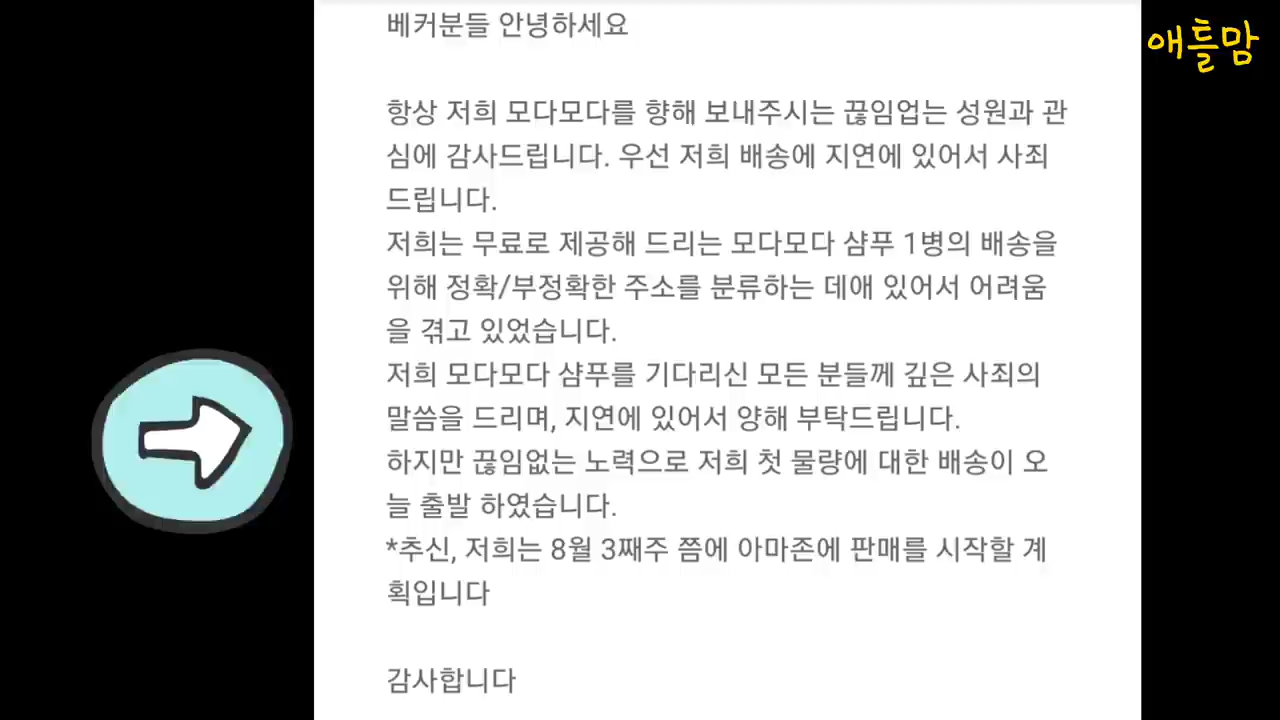 베커분들 안녕하세요
애틀맘
항상 저희 모다모다를 향해 보내주시는 끊임업는 성원과 관
심에 감사드립니다. 우선 저희 배송에 지연에 있어서 사죄
드립니다.
저희는 무료로 제공해 드리는 모다모다 샴푸 1병의 배송을
위해 정확/부정확한 주소를 분류하는 데애 있어서 어려움
을 겪고 있었습니다.
저희 모다모다 샴푸를 기다리신 모든 분들께 깊은 사죄의
말씀을 드리며, 지연에 있어서 양해 부탁드립니다.
하지만 끊임없는 노력으로 저희 첫 물량에 대한 배송이 오
늘 출발 하였습니다.
*추신, 저희는 8월 3째주 쯤에 아마존에 판매를 시작할 계
획입니다
감사합니다